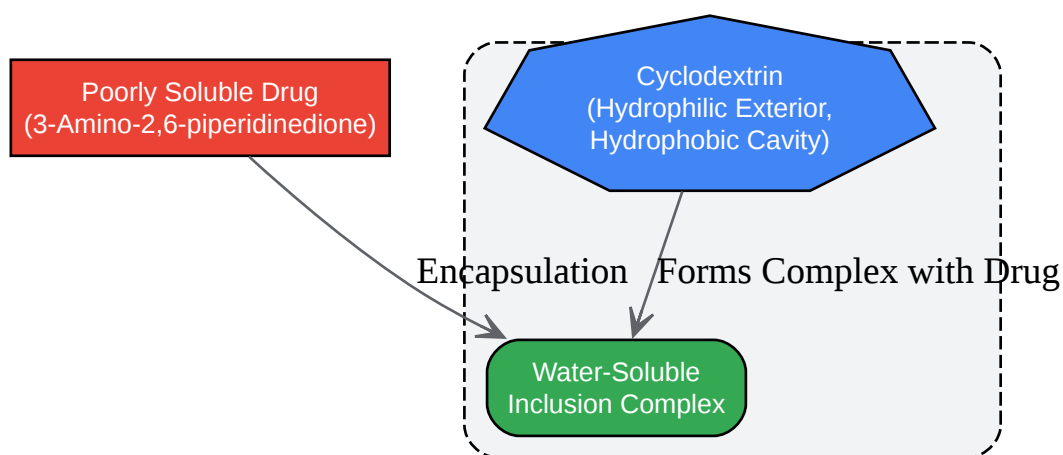 Poorly Soluble Drug
(3-Amino-2,6-piperidinedione)
Cyclodextrin
(Hydrophilic Exterior,
Hydrophobic Cavity)
Encapsulation
Forms Complex with Drug
Water-Soluble
Inclusion Complex